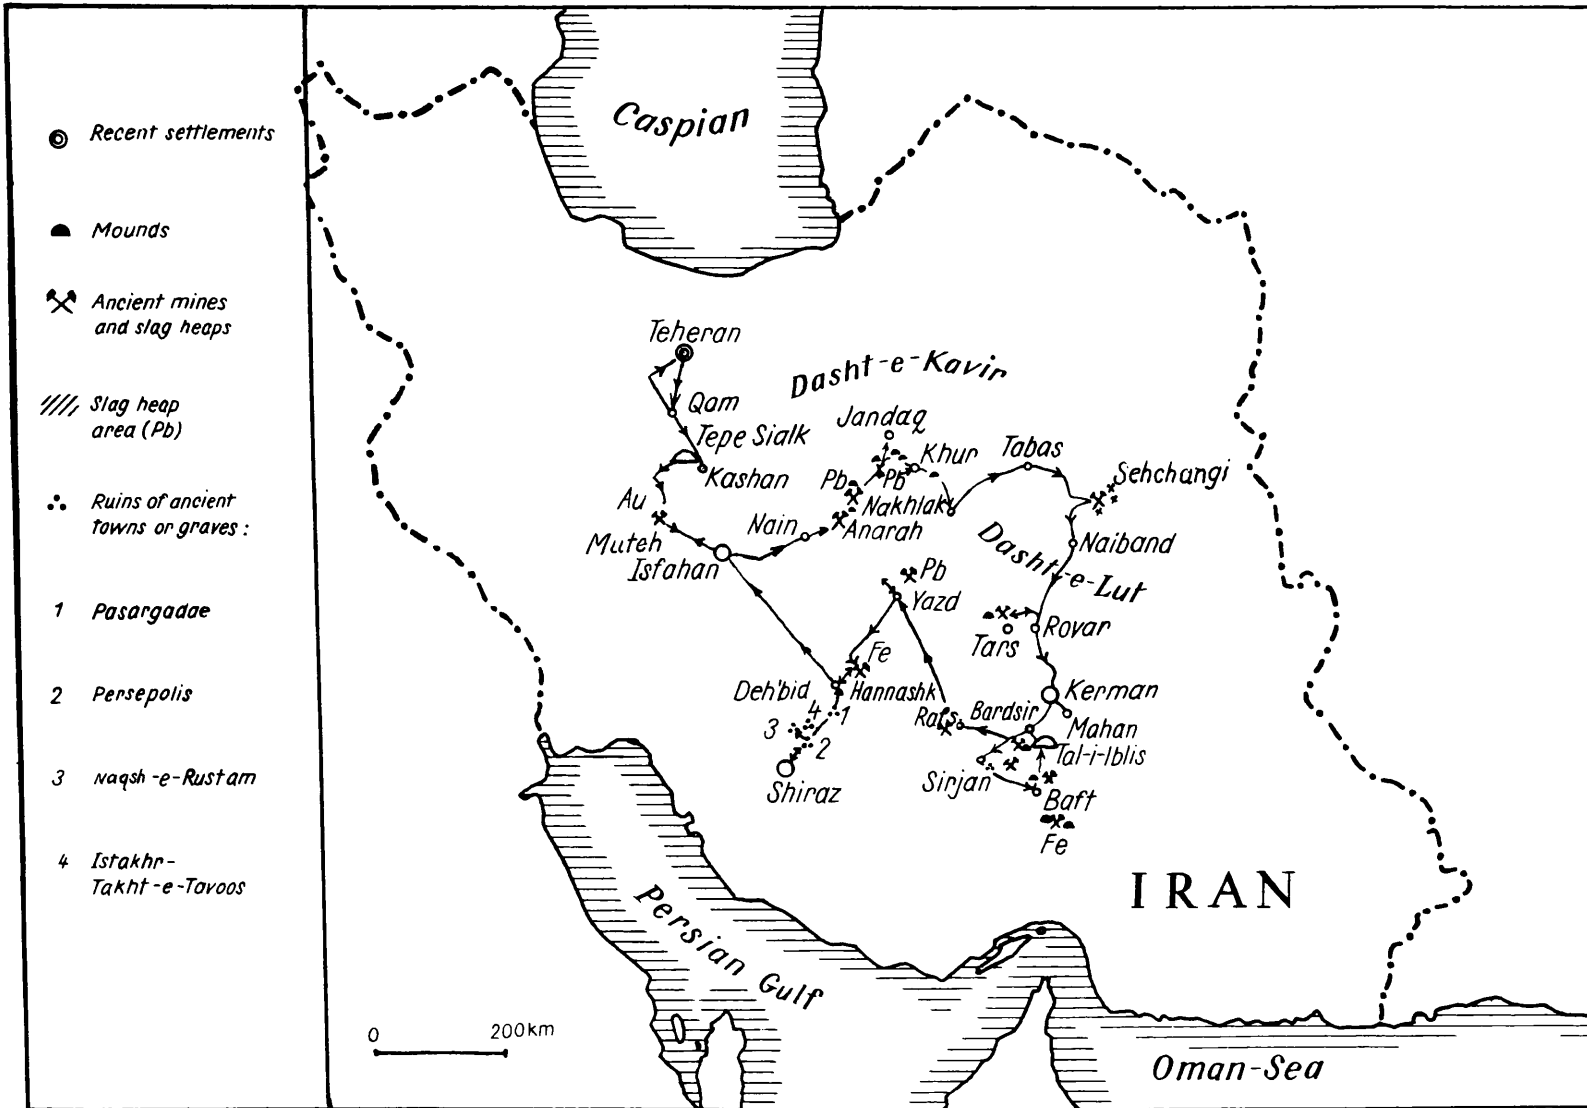 Recent settlements
Mounds
Ancient mines
and slag heaps
Slag heap
area (Pb)
Ruins of ancient
towns or graves :
1 Pasargadae
2 Persepolis
3 Naqsh-e-Rustam
4 Istakhr-
Takht-e-Tavoos
Caspian
Teheran
Qam
Tepe Sialk
Kashan
Au
Muteh
Isfahan
Nain
Dasht-e-Kavir
Jandaq
Khur
Pb
Pb
Nakhlak
Anarah
Tabas
Sehchangi
Naiband
Dasht-e-Lut
Pb
Yazd
Tars
Rovar
Fe
Deh'bid
Hannashk
Kerman
Mahan
Bardsir
Rafs
Tal-i-Iblis
4
1
3
2
Shiraz
Sirjan
Baft
Fe
IRAN
Persian Gulf
0 200km
Oman-Sea